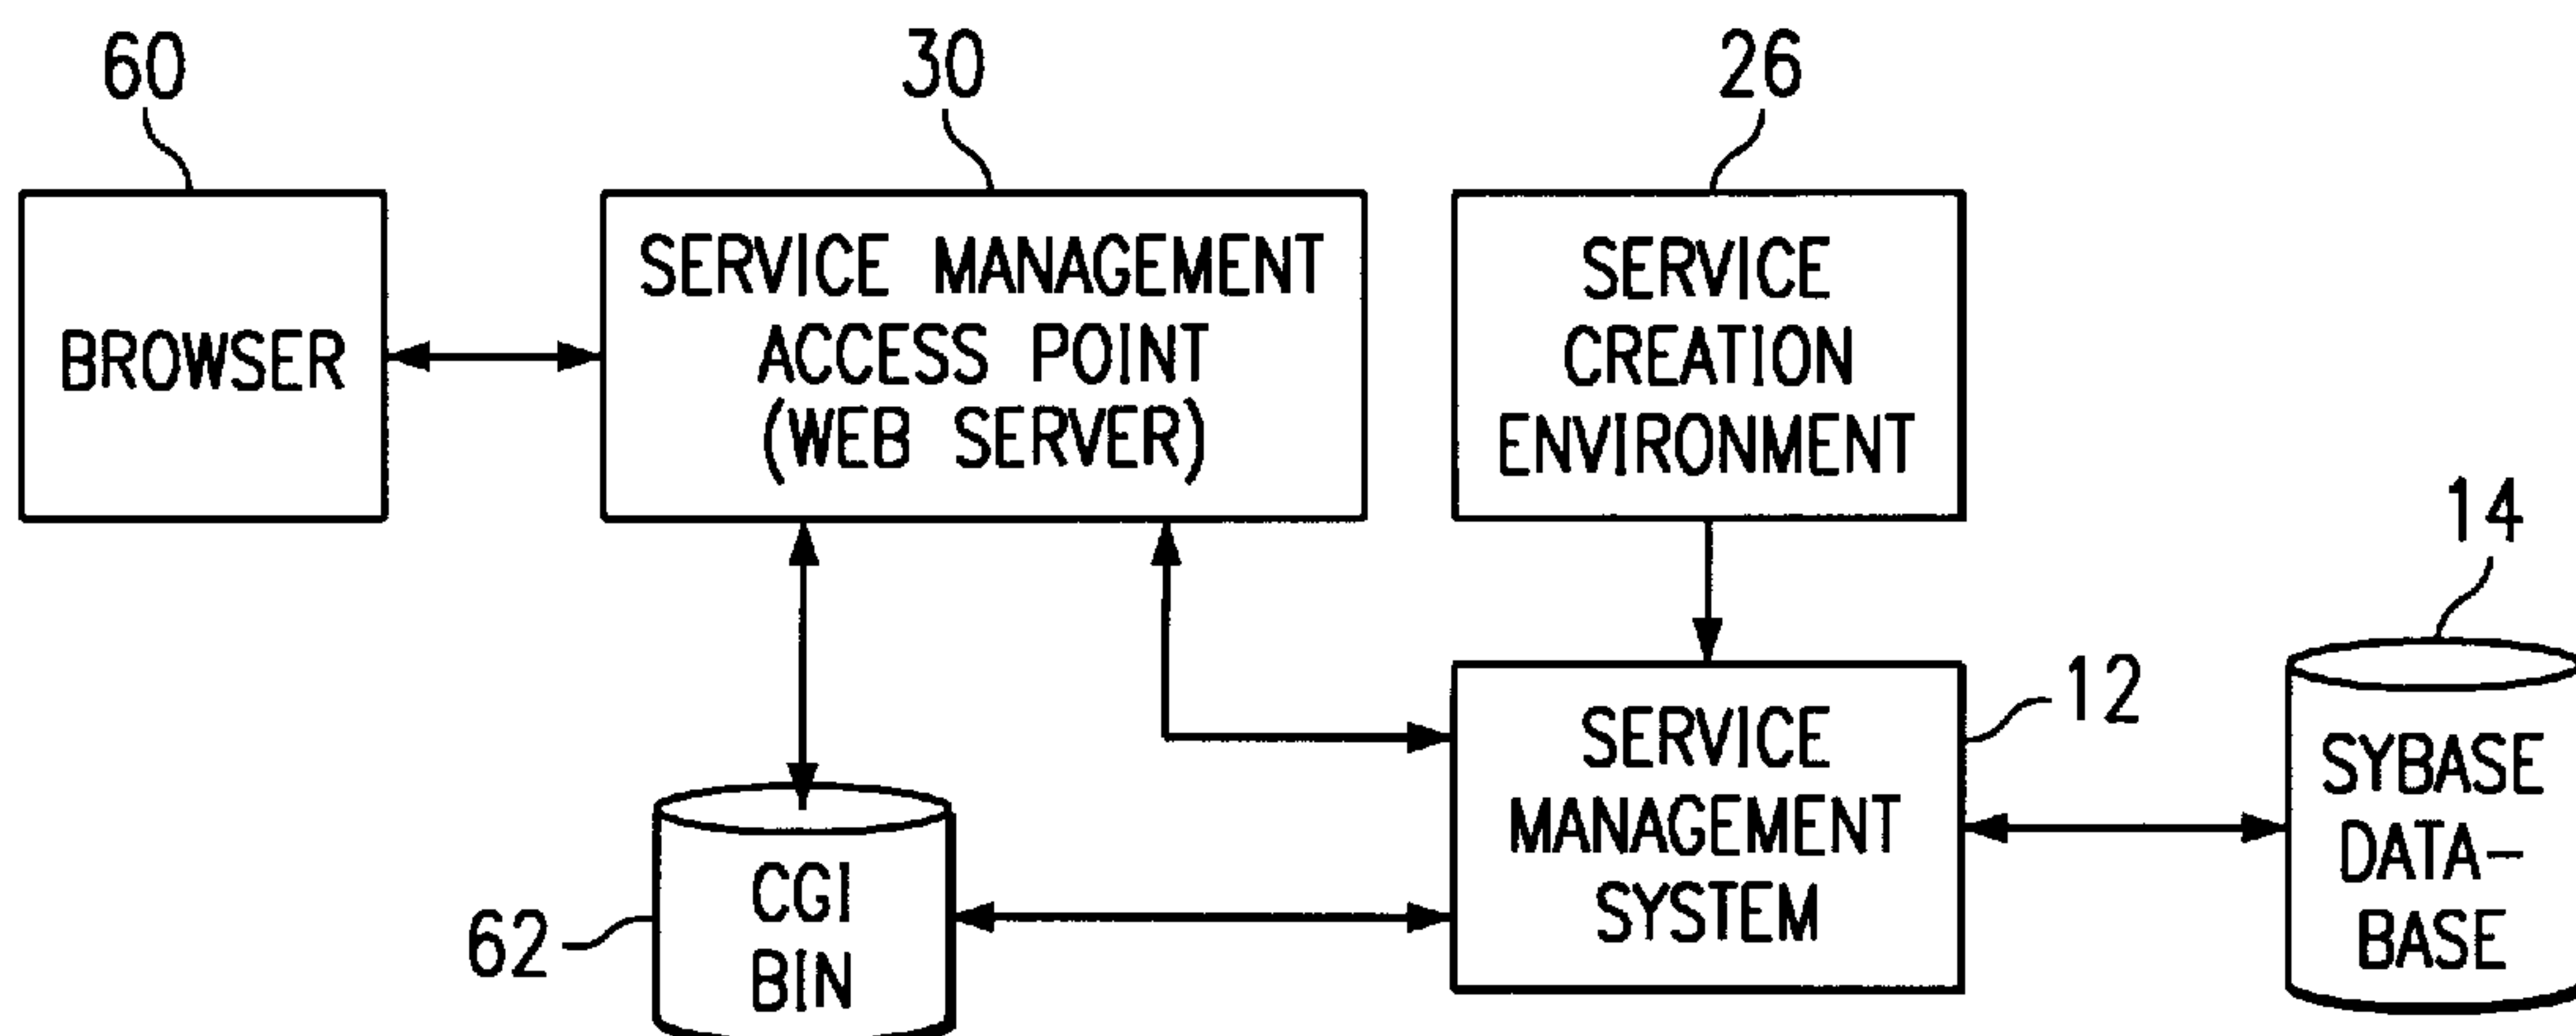 60
30
26
BROWSER
SERVICE MANAGEMENT
ACCESS POINT
(WEB SERVER)
SERVICE
CREATION
ENVIRONMENT
14
12
SERVICE
MANAGEMENT
SYSTEM
SYBASE
DATA-
BASE
62
CGI
BIN